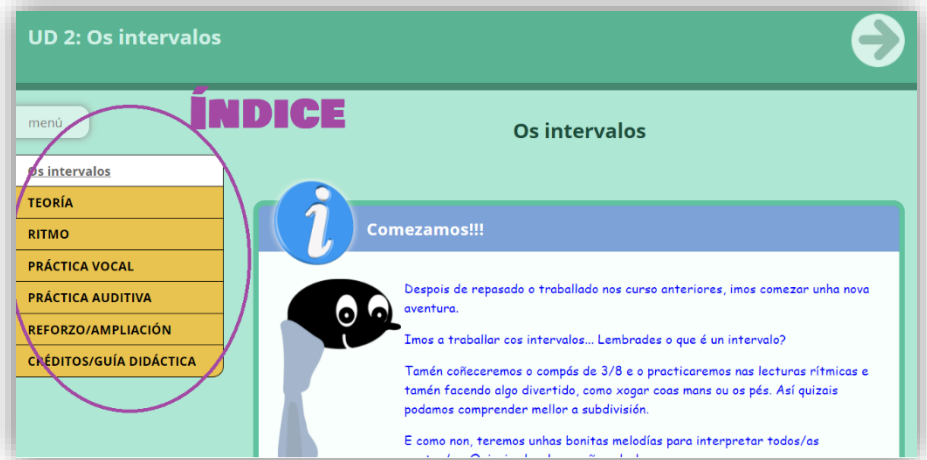 UD 2: Os intervalos
ÍNDICE
menú
Os intervalos
Os intervalos
TEORÍA
RITMO
PRÁCTICA VOCAL
PRÁCTICA AUDITIVA
REFORZO/AMPLIACIÓN
CRÉDITOS/GUÍA DIDÁCTICA
Comezamos!!!
Despois de repasado o traballado nos curso anteriores, imos comezar unha nova
aventura.
Imos a traballar cos intervalos... Lembrades o que é un intervalo?
Tamén coñeceremos o compás de 3/8 e o practicaremos nas lecturas rítmicas e
tamén facendo algo divertido, como xogar coas mans ou os pés. Así quizais
podamos comprender mellor a subdivisión.
E como non, teremos unhas bonitas melodías para interpretar todos/as